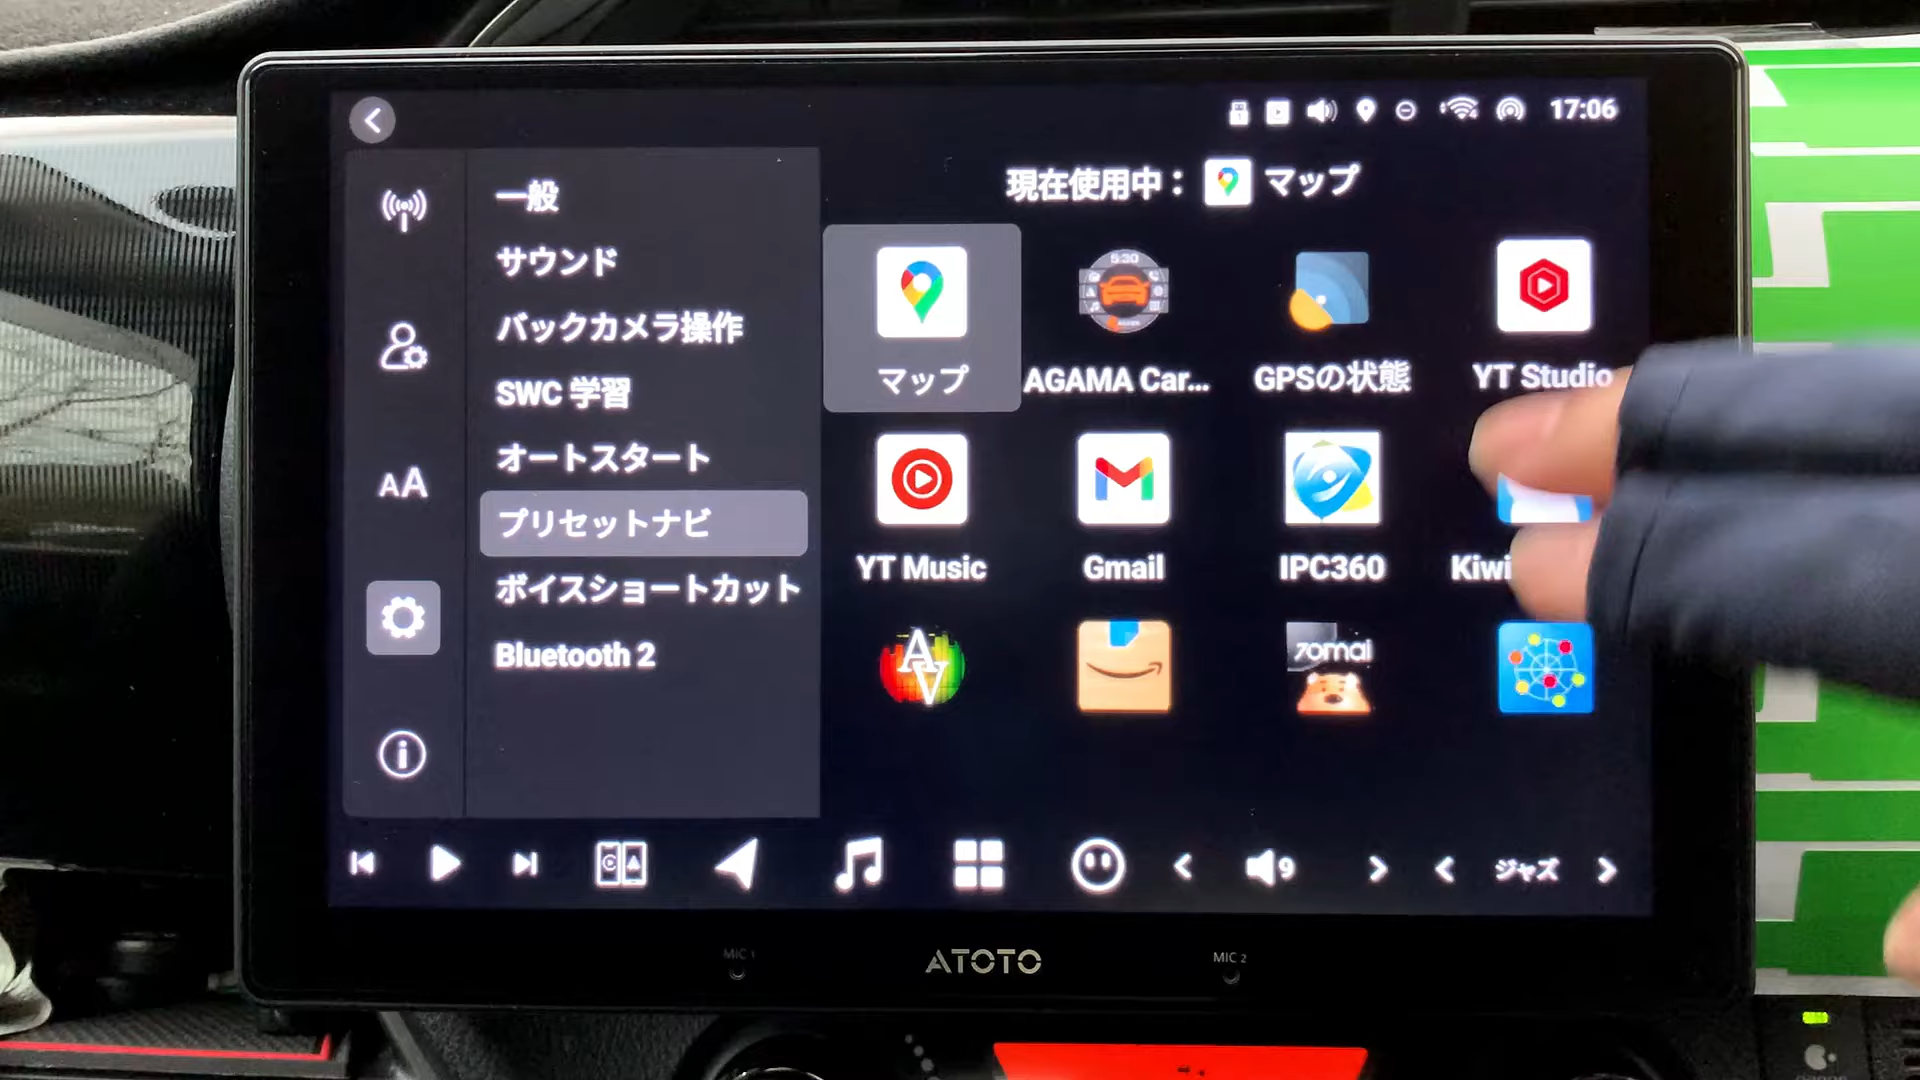 17:06
現在使用中： マップ
一般
サウンド
バックカメラ操作
SWC 学習
オートスタート
プリセットナビ
ボイスショートカット
Bluetooth 2
マップ
AGAMA Car...
GPSの状態
YT Studio
5:30
YT Music
Gmail
IPC360
Kiwi
AV
70mai
9
ジャズ
MIC 1
ATOTO
MIC 2